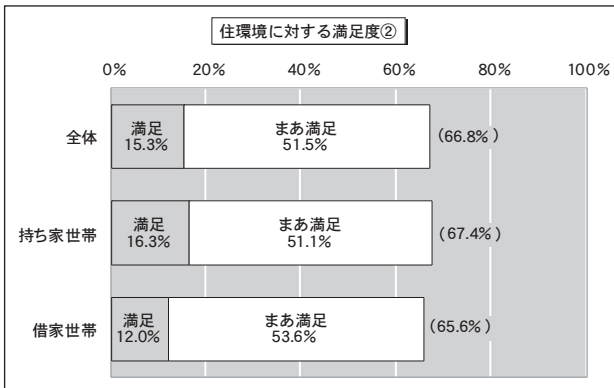 住環境に対する満足度②
0% 20% 40% 60% 80% 100%
全体
満足
15.3%
まあ満足
51.5%
(66.8%)
持ち家世帯
満足
16.3%
まあ満足
51.1%
(67.4%)
借家世帯
満足
12.0%
まあ満足
53.6%
(65.6%)